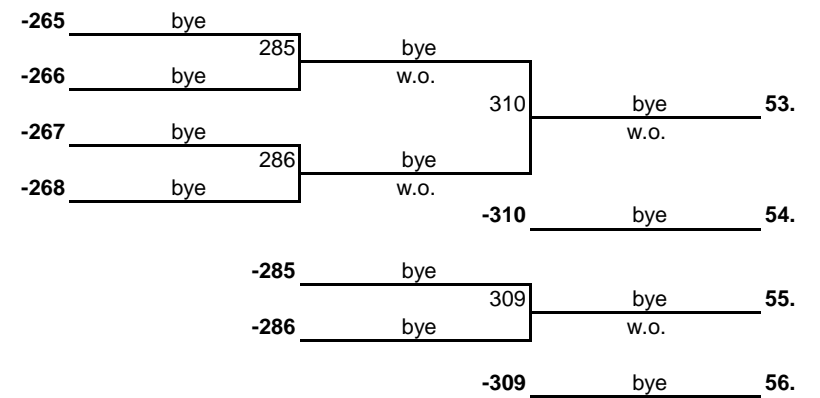 -265 bye
285 bye
-266 bye w.o.
310 bye 53.
-267 bye w.o.
286 bye
-268 bye w.o.
-310 bye 54.
-285 bye
309 bye 55.
-286 bye w.o.
-309 bye 56.